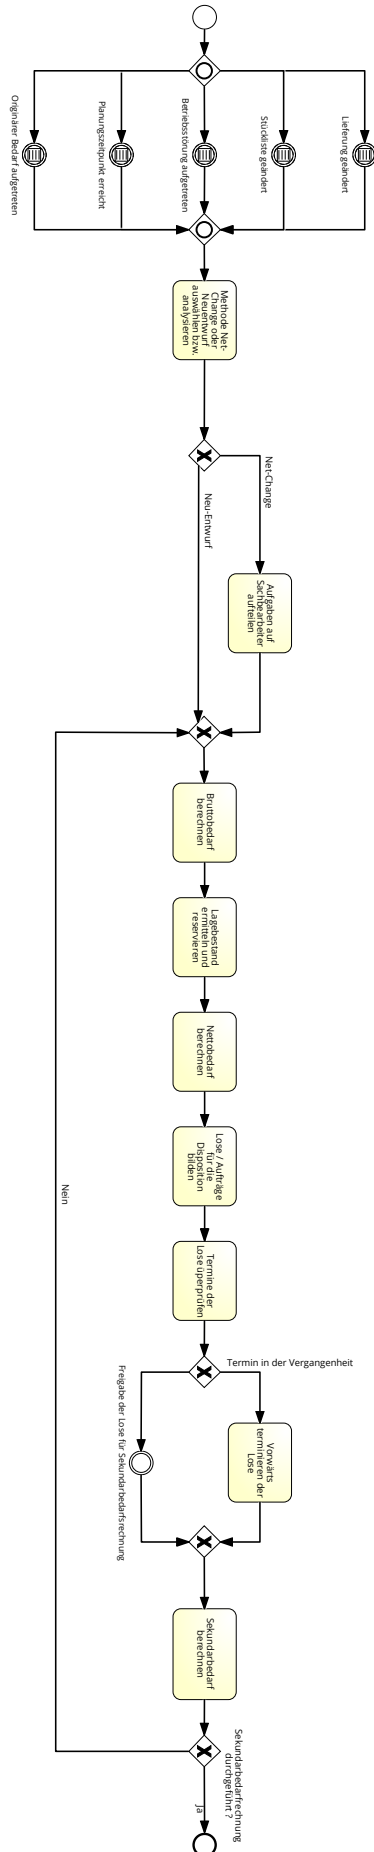 Lieferung geändert
Stückliste geändert
Betriebsstörung aufgetreten
Planungszeitpunkt erreicht
Originärer Bedarf aufgetreten
Methode Net-
Change oder
Neuentwurf
auswählen bzw.
analysieren
Net-Change
Neu-Entwurf
Aufgaben auf
Sachbearbeiter
aufteilen
Bruttobedarf
berechnen
Lagebestand
ermitteln und
reservieren
Nettobedarf
berechnen
Lose / Aufträge
für die
Disposition
bilden
Nein
Termine der
Lose üperprüfen
Termin in der Vergangenheit
Vorwärts
terminieren der
Lose
Freigabe der Lose für Sekundarbedarfsrechnung
Sekundarbedarf
berechnen
Sekundarbedarfrechnung
durchgeführt ?
Ja